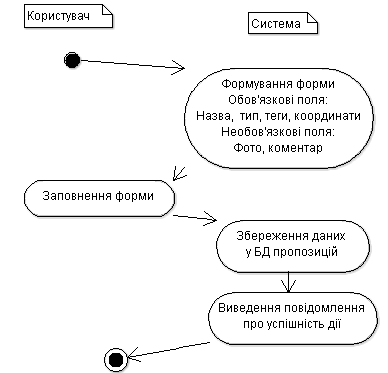 Користувач
Система
Формування форми
Обов'язкові поля:
Назва, тип, теги, координати
Необов'язкові поля:
Фото, коментар
Заповнення форми
Збереження даних
у БД пропозицій
Виведення повідомлення
про успішність дії